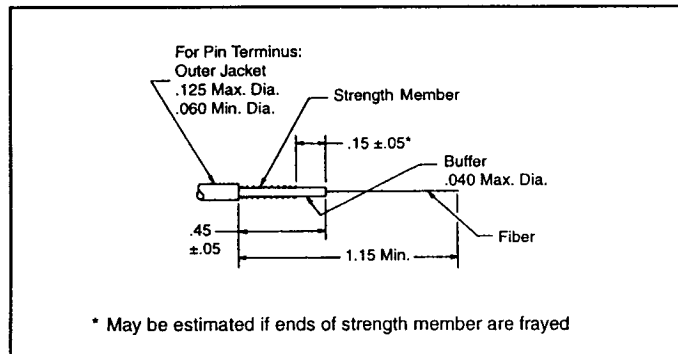 For Pin Terminus:
Outer Jacket
.125 Max. Dia.
.060 Min. Dia.
Strength Member
.15 ±.05*
Buffer
.040 Max. Dia.
.45
±.05
Fiber
1.15 Min.
* May be estimated if ends of strength member are frayed